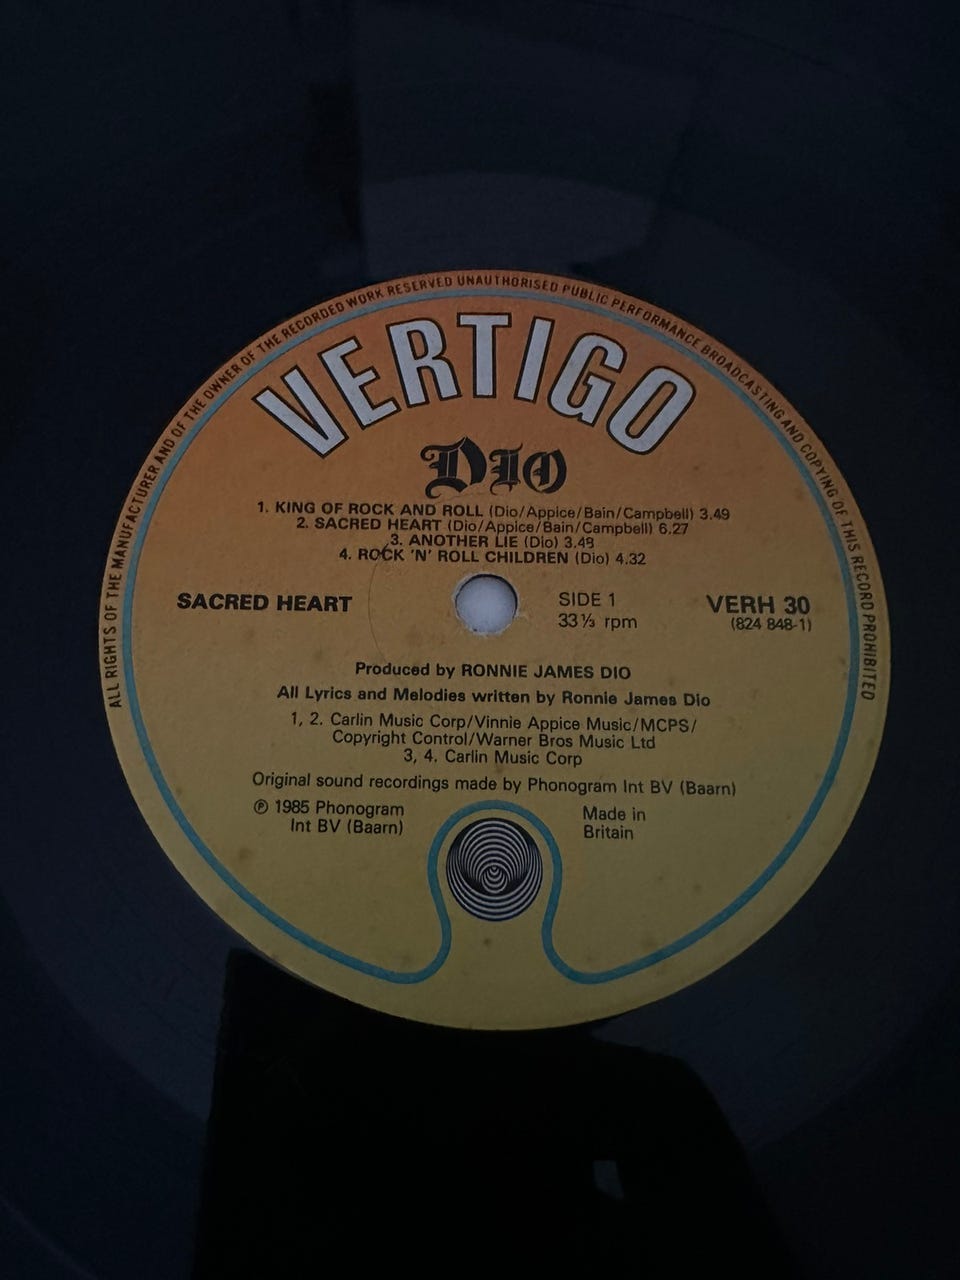 ALL RIGHTS OF THE MANUFACTURER AND OF THE OWNER OF THE RECORDED WORK RESERVED UNAUTHORISED PUBLIC PERFORMANCE BROADCASTING AND COPYING OF THIS RECORD PROHIBITED
VERTIGO
DIO
1. KING OF ROCK AND ROLL (Dio/Appice/Bain/Campbell) 3.49
2. SACRED HEART (Dio/Appice/Bain/Campbell) 6.27
3. ANOTHER LIE (Dio) 3.48
4. ROCK 'N' ROLL CHILDREN (Dio) 4.32
SACRED HEART
SIDE 1
33⅓ rpm
VERH 30
(824 848-1)
Produced by RONNIE JAMES DIO
All Lyrics and Melodies written by Ronnie James Dio
1, 2. Carlin Music Corp/Vinnie Appice Music/MCPS/
Copyright Control/Warner Bros Music Ltd
3, 4. Carlin Music Corp
Original sound recordings made by Phonogram Int BV (Baarn)
℗ 1985 Phonogram
Int BV (Baarn)
Made in
Britain